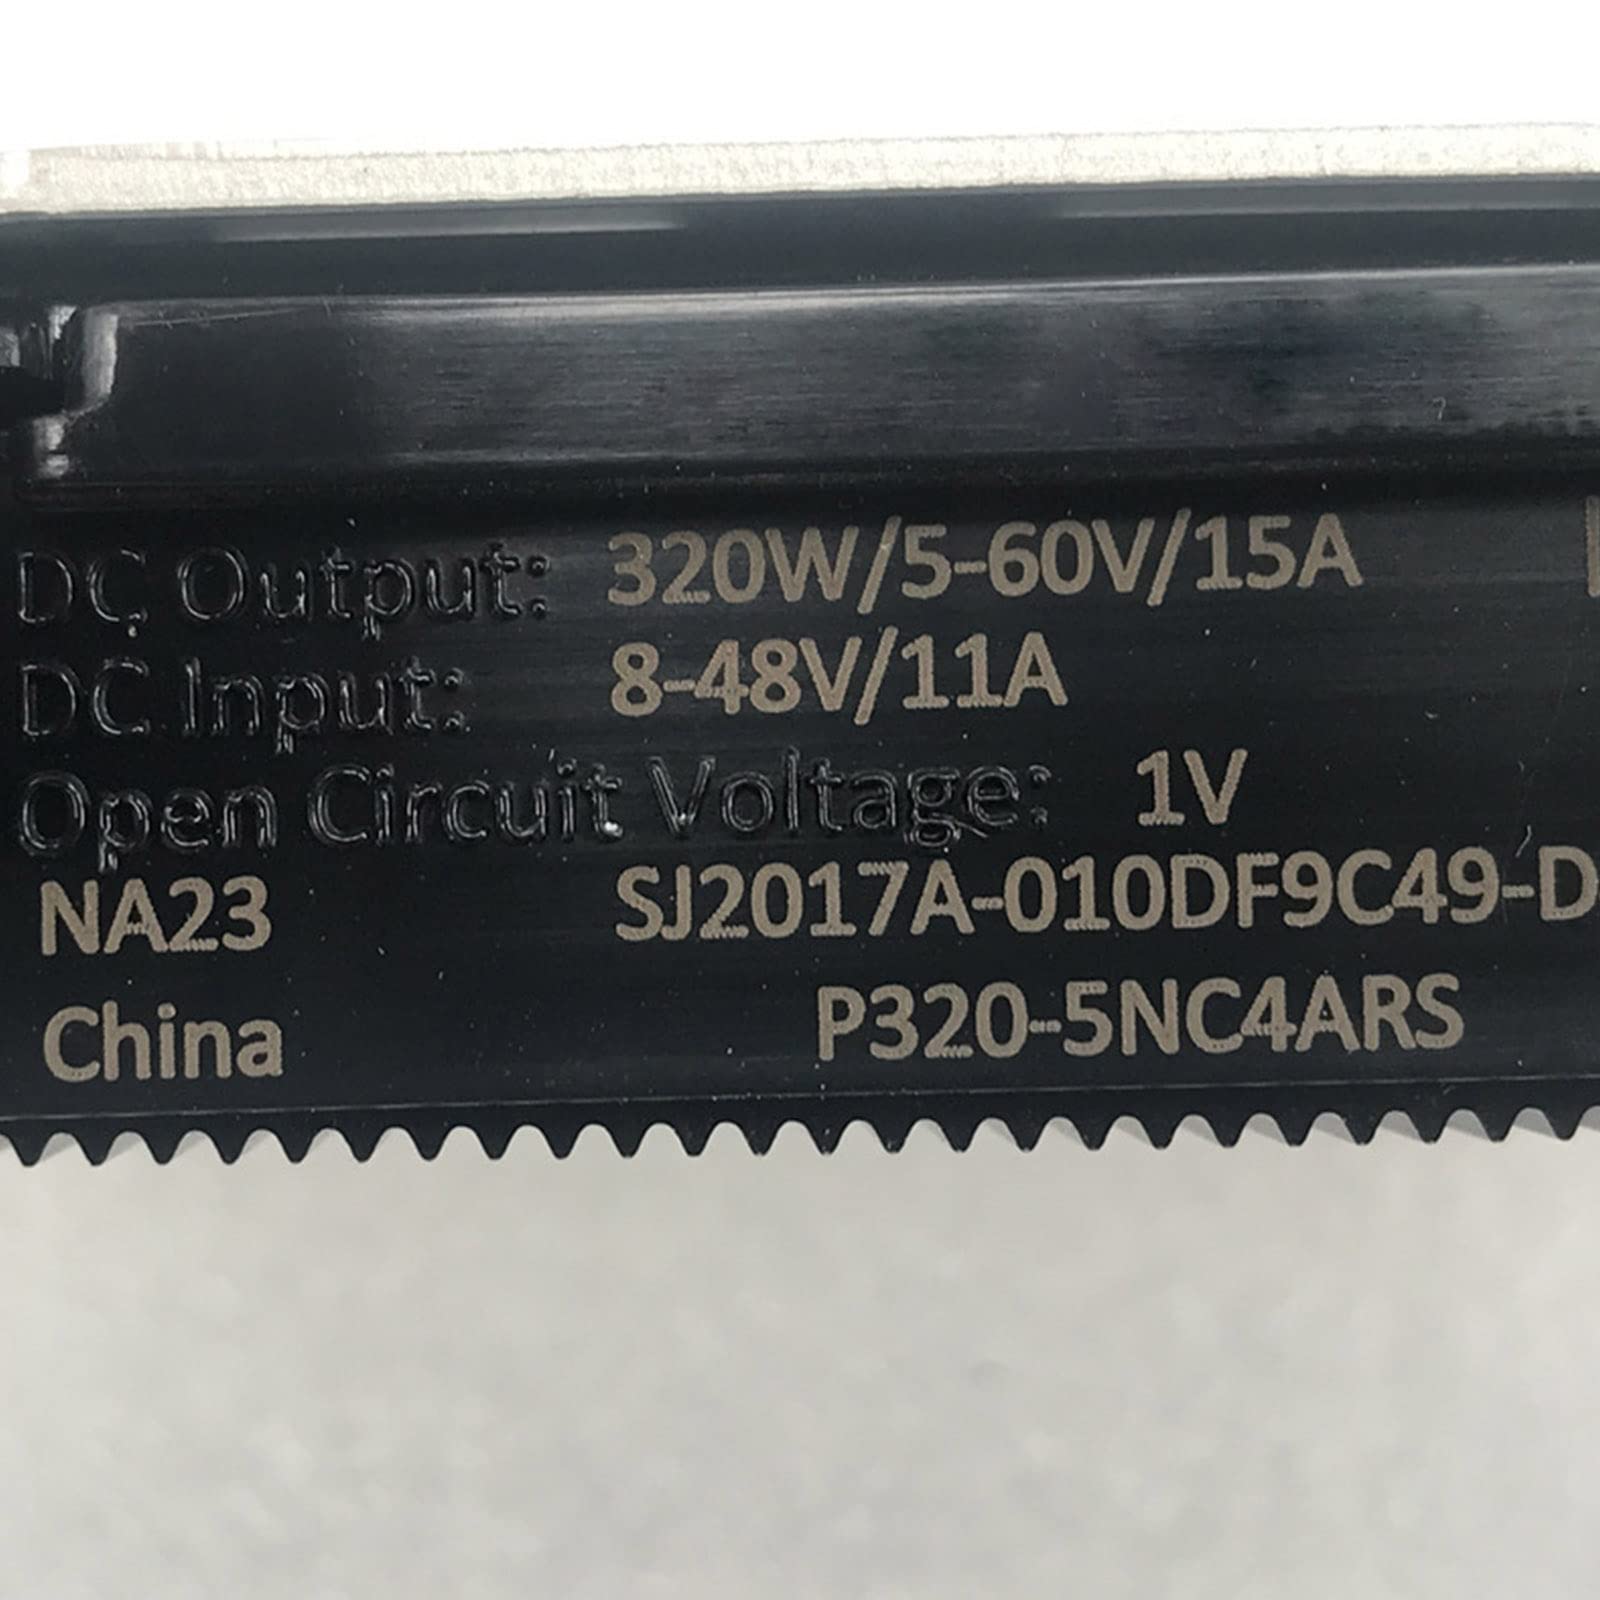 DC Output: 320W/5-60V/15A
DC Input: 8-48V/11A
Open Circuit Voltage: 1V
NA23 SJ2017A-010DF9C49-D
China P320-5NC4ARS